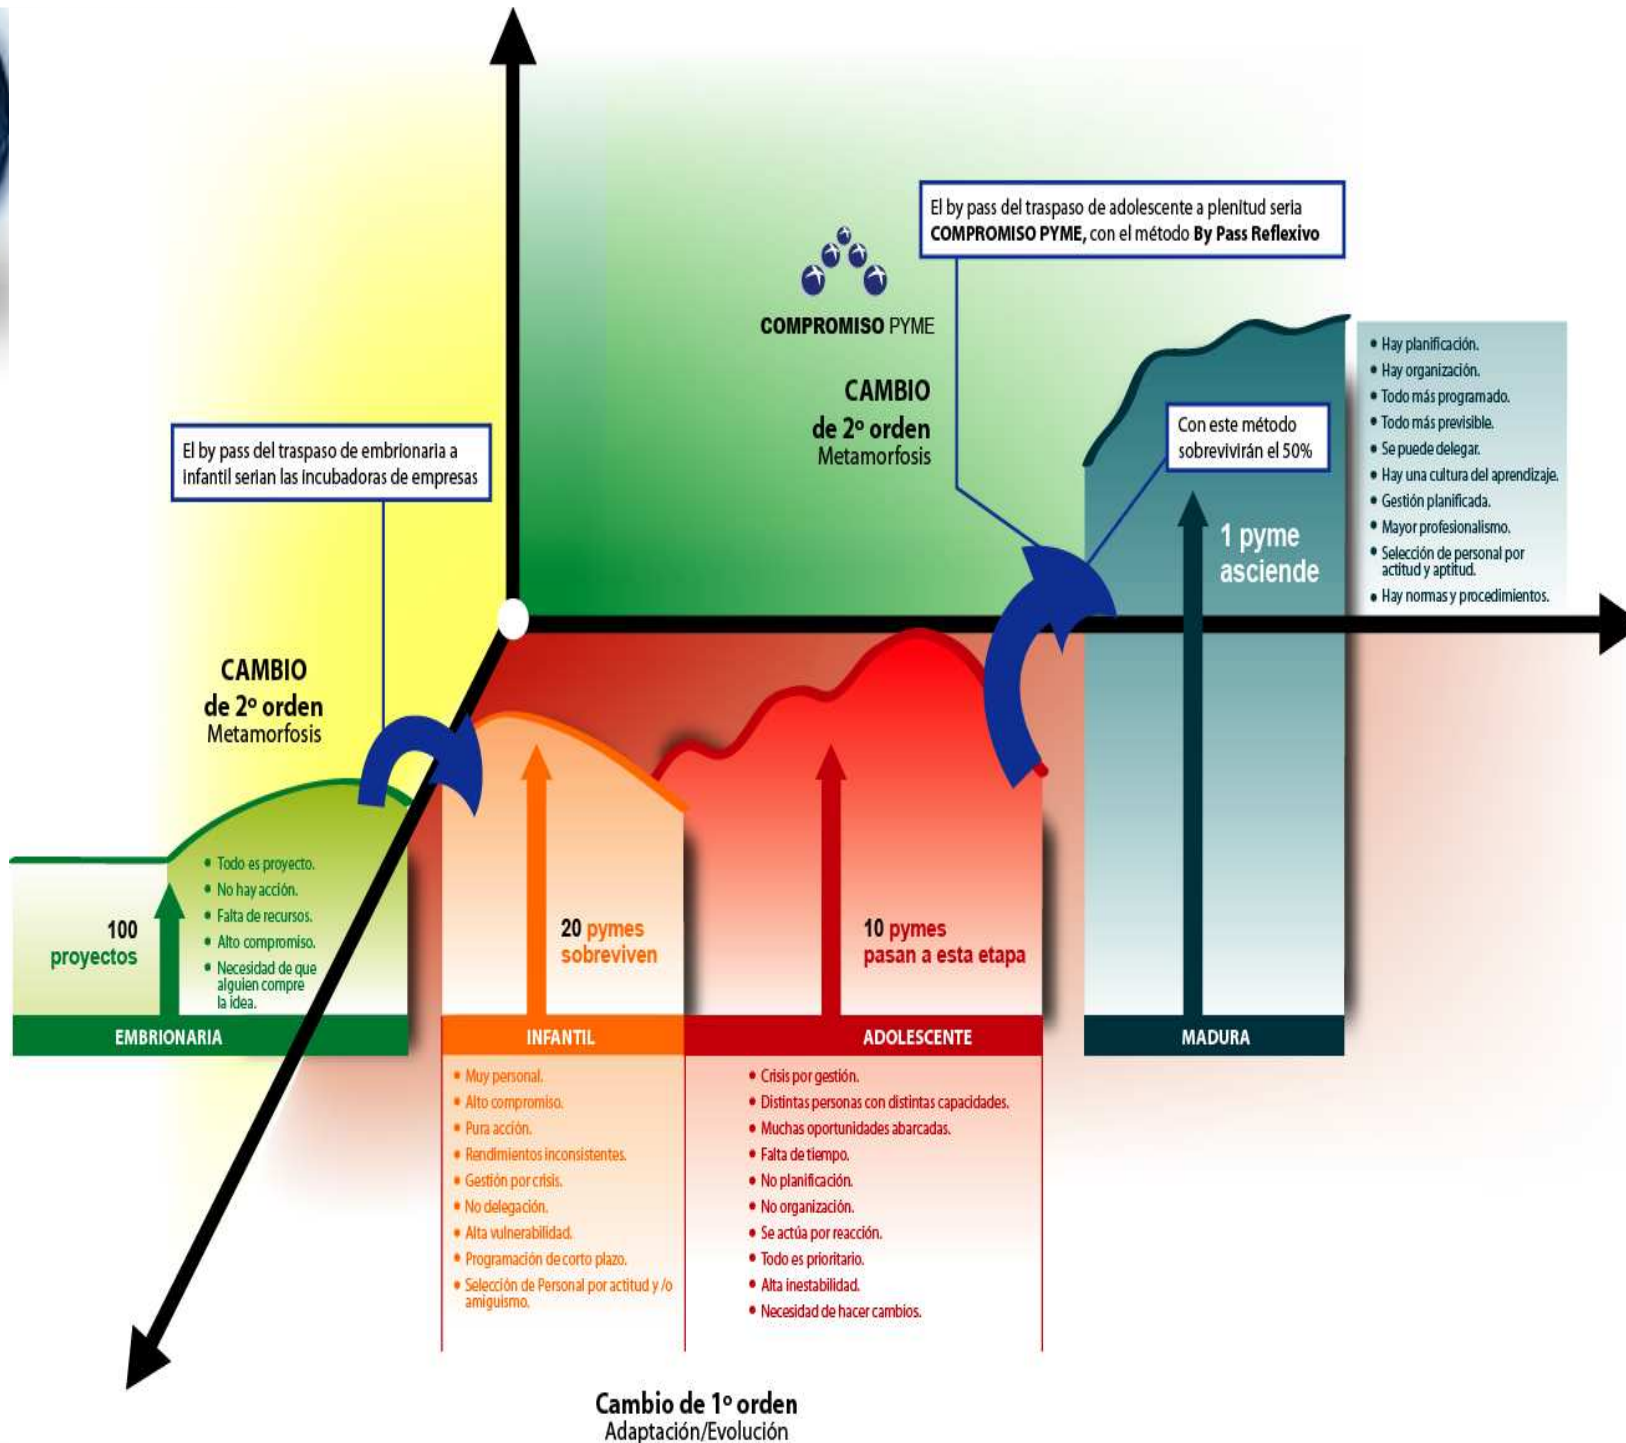 El by pass del traspaso de adolescente a plenitud seria
COMPROMISO PYME, con el método By Pass Reflexivo
COMPROMISO PYME
CAMBIO
de 2º orden
Metamorfosis
Con este método
sobrevivirán el 50%
1 pyme
asciende
• Hay planificación.
• Hay organización.
• Todo más programado.
• Todo más previsible.
• Se puede delegar.
• Hay una cultura del aprendizaje.
• Gestión planificada.
• Mayor profesionalismo.
• Selección de personal por
actitud y aptitud.
• Hay normas y procedimientos.
El by pass del traspaso de embrionaria a
infantil serian las incubadoras de empresas
CAMBIO
de 2º orden
Metamorfosis
100
proyectos
• Todo es proyecto.
• No hay acción.
• Falta de recursos.
• Alto compromiso.
• Necesidad de que
alguien compre
la idea.
20 pymes
sobreviven
10 pymes
pasan a esta etapa
EMBRIONARIA
INFANTIL
ADOLESCENTE
MADURA
• Muy personal.
• Alto compromiso.
• Pura acción.
• Rendimientos inconsistentes.
• Gestión por crisis.
• No delegación.
• Alta vulnerabilidad.
• Programación de corto plazo.
• Selección de Personal por actitud y /o
amiguismo.
• Crisis por gestión.
• Distintas personas con distintas capacidades.
• Muchas oportunidades abarcadas.
• Falta de tiempo.
• No planificación.
• No organización.
• Se actúa por reacción.
• Todo es prioritario.
• Alta inestabilidad.
• Necesidad de hacer cambios.
Cambio de 1º orden
Adaptación/Evolución